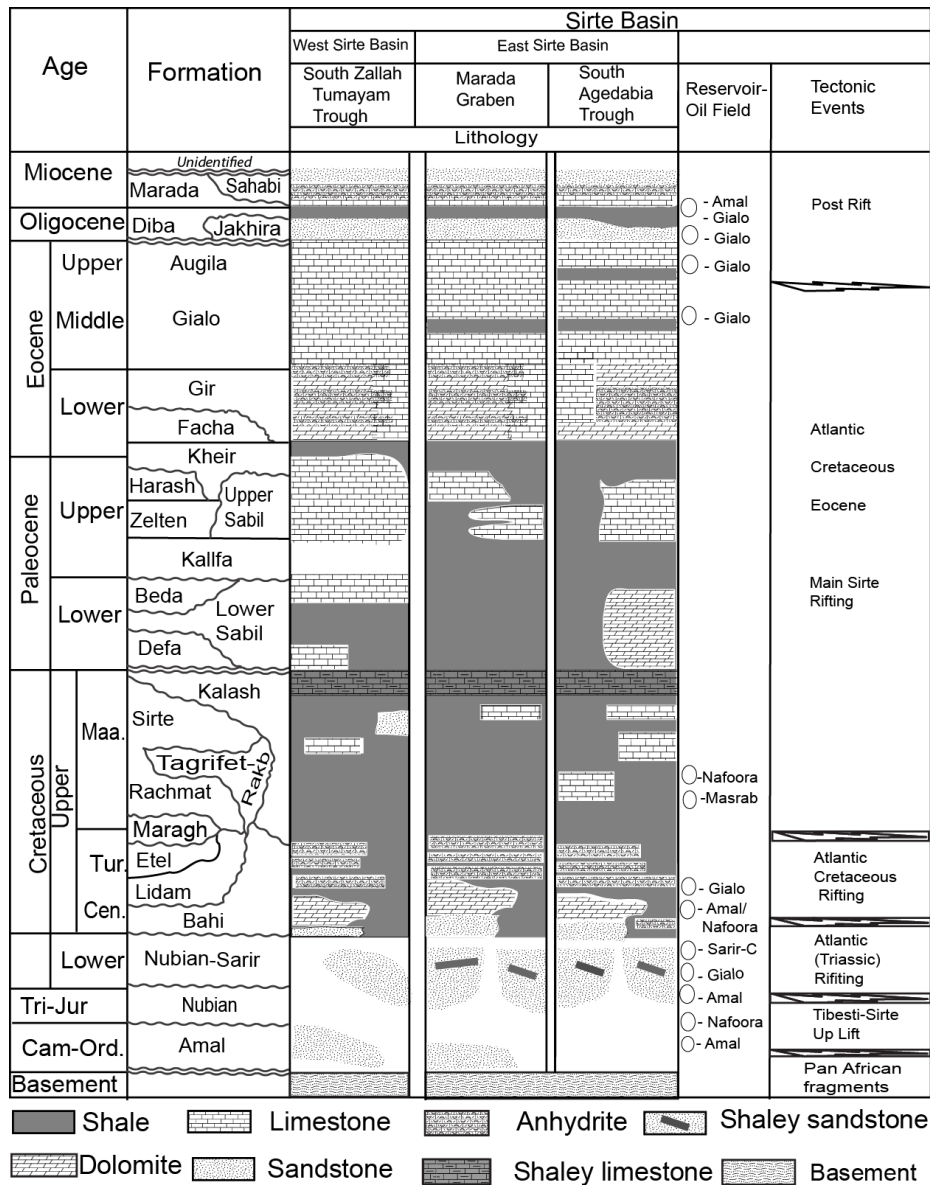 Sirte Basin
Age
Formation
West Sirte Basin
East Sirte Basin
South Zallah
Tumayam
Trough
Marada
Graben
South
Agedabia
Trough
Reservoir-
Oil Field
Tectonic
Events
Lithology
Miocene
Unidentified
Marada
Sahabi
- Amal
- Gialo
Post Rift
Oligocene
Diba
Jakhira
- Gialo
Eocene
Upper
Augila
- Gialo
Middle
Gialo
- Gialo
Lower
Gir
Facha
Atlantic
Cretaceous
Eocene
Main Sirte
Rifting
Paleocene
Kheir
Upper
Harash
Zelten
Upper
Sabil
Kallfa
Lower
Beda
Lower
Sabil
Defa
Cretaceous
Upper
Kalash
Maa.
Sirte
Tagrifet-
Rakb
Rachmat
-Nafoora
-Masrab
Maragh
Tur.
Etel
Lidam
Cen.
Bahi
- Gialo
- Amal/
Nafoora
Atlantic
Cretaceous
Rifting
Lower
Nubian-Sarir
- Sarir-C
- Gialo
Atlantic
(Triassic)
Rifiting
Tri-Jur
Nubian
- Amal
- Nafoora
Tibesti-Sirte
Up Lift
Cam-Ord.
Amal
- Amal
Basement
Pan African
fragments
Shale
Limestone
Anhydrite
Shaley sandstone
Dolomite
Sandstone
Shaley limestone
Basement